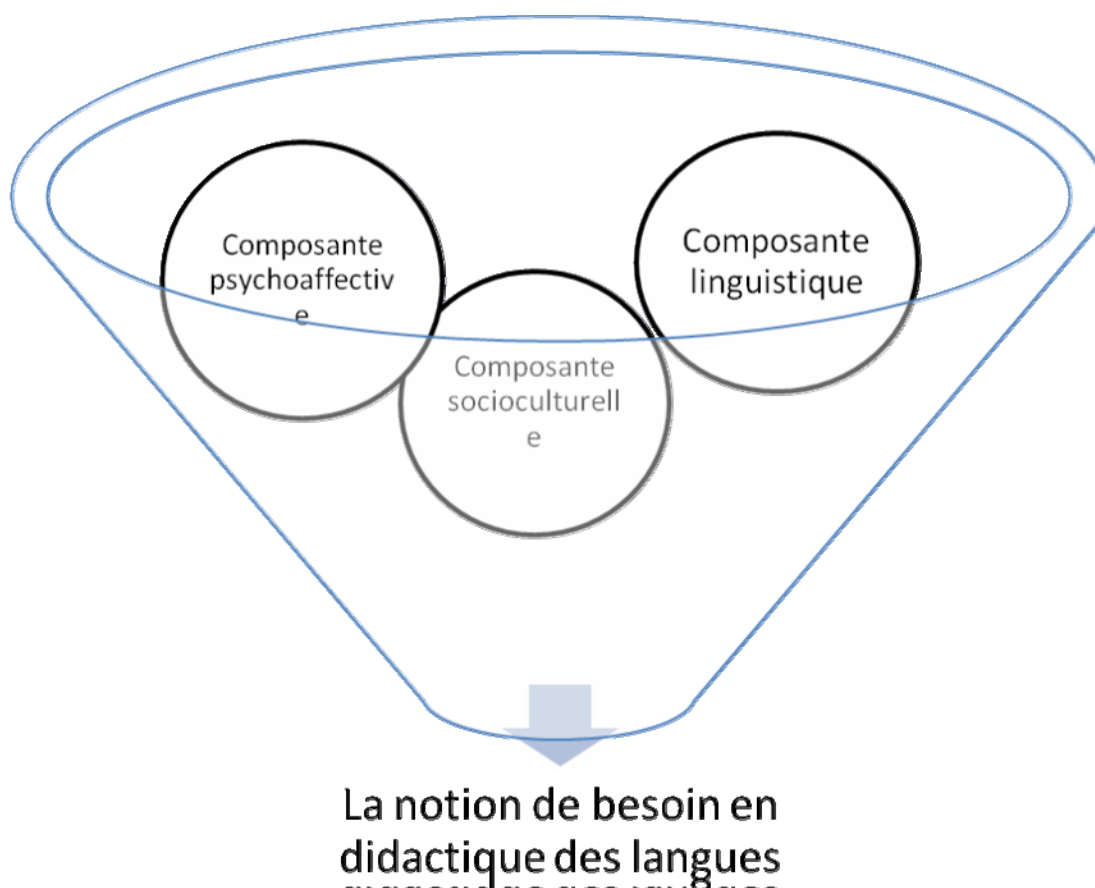 Composante
psychoaffectiv
e
Composante
linguistique
Composante
socioculturell
e
La notion de besoin en
didactique des langues